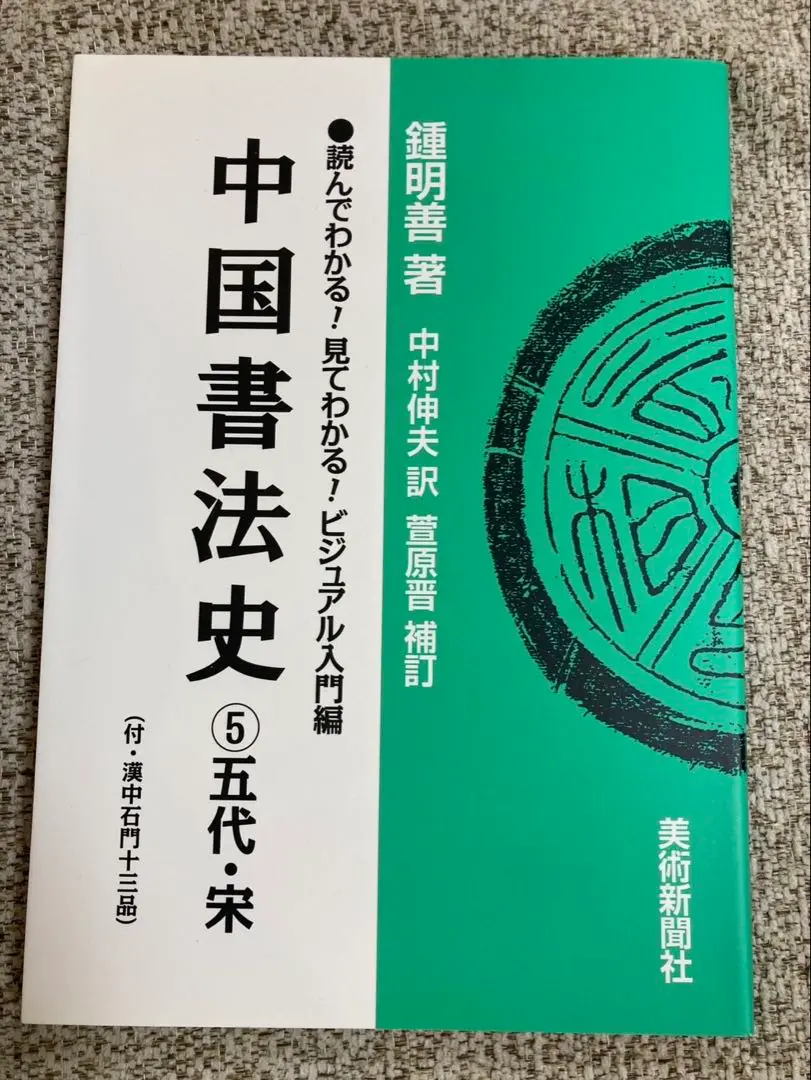 鍾明善 著
中村伸夫 訳 萱原晋 補訂
美術新聞社
●読んでわかる！見てわかる！ビジュアル入門編
中国書法史⑤五代・宋
（付・漢中石門十三品）